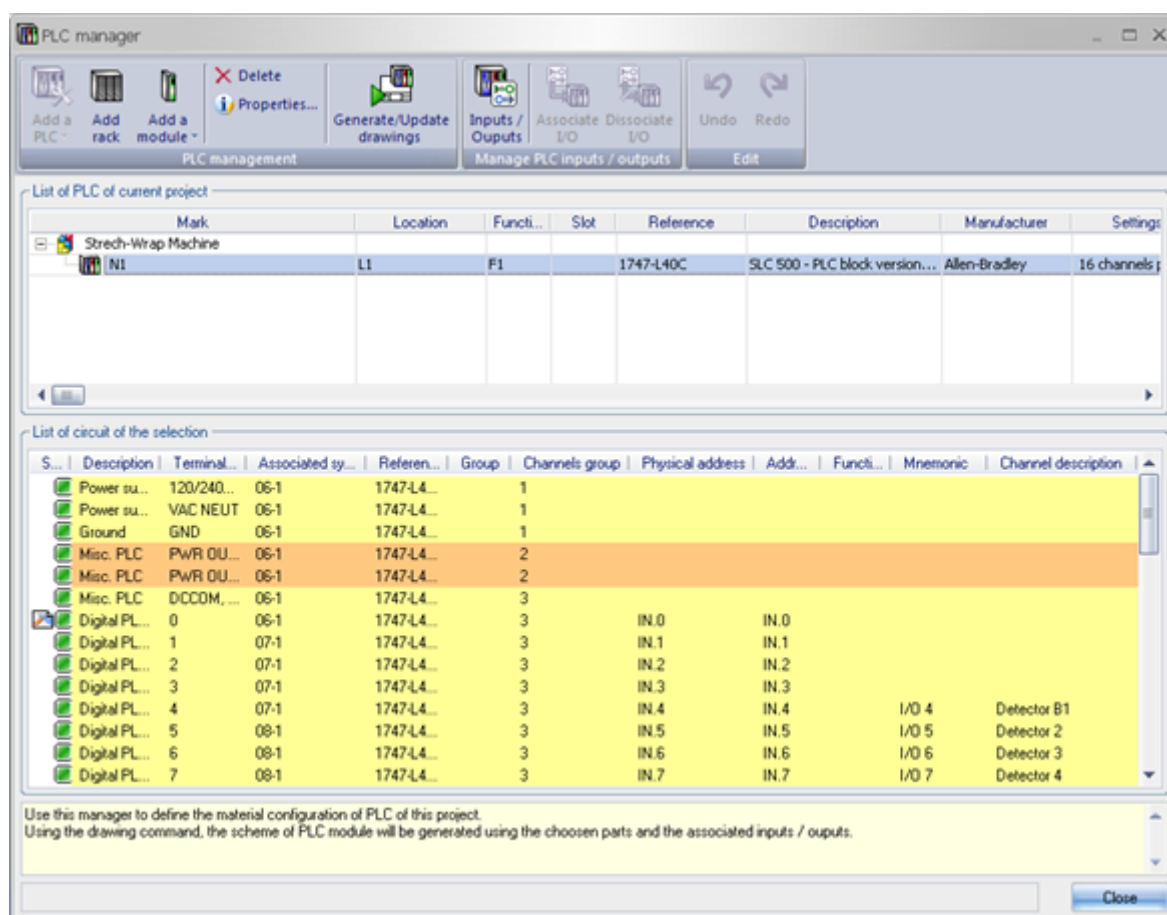 PLC manager
Add a PLC
Add rack
Add a module
Delete
Properties...
Generate/Update drawings
Inputs / Ouputs
Associate I/O
Dissociate I/O
Undo
Redo
PLC management
Manage PLC inputs / outputs
Edit
List of PLC of current project
Mark Location Functi... Slot Reference Description Manufacturer Settings
Strech-Wrap Machine
N1 L1 F1 1747-L40C SLC 500 - PLC block version... Allen-Bradley 16 channels p
List of circuit of the selection
S... Description Terminal... Associated sy... Referen... Group Channels group Physical address Addr... Functi... Mnemonic Channel description
Power su... 120/240... 06-1 1747-L4... 1
Power su... VAC NEUT 06-1 1747-L4... 1
Ground GND 06-1 1747-L4... 1
Misc. PLC PWR OU... 06-1 1747-L4... 2
Misc. PLC PWR OU... 06-1 1747-L4... 2
Misc. PLC DCCOM, ... 06-1 1747-L4... 3
Digital PL... 0 06-1 1747-L4... 3 IN.0 IN.0
Digital PL... 1 07-1 1747-L4... 3 IN.1 IN.1
Digital PL... 2 07-1 1747-L4... 3 IN.2 IN.2
Digital PL... 3 07-1 1747-L4... 3 IN.3 IN.3
Digital PL... 4 07-1 1747-L4... 3 IN.4 IN.4 I/O 4 Detector B1
Digital PL... 5 08-1 1747-L4... 3 IN.5 IN.5 I/O 5 Detector 2
Digital PL... 6 08-1 1747-L4... 3 IN.6 IN.6 I/O 6 Detector 3
Digital PL... 7 08-1 1747-L4... 3 IN.7 IN.7 I/O 7 Detector 4
Use this manager to define the material configuration of PLC of this project.
Using the drawing command, the scheme of PLC module will be generated using the choosen parts and the associated inputs / ouputs.
Close